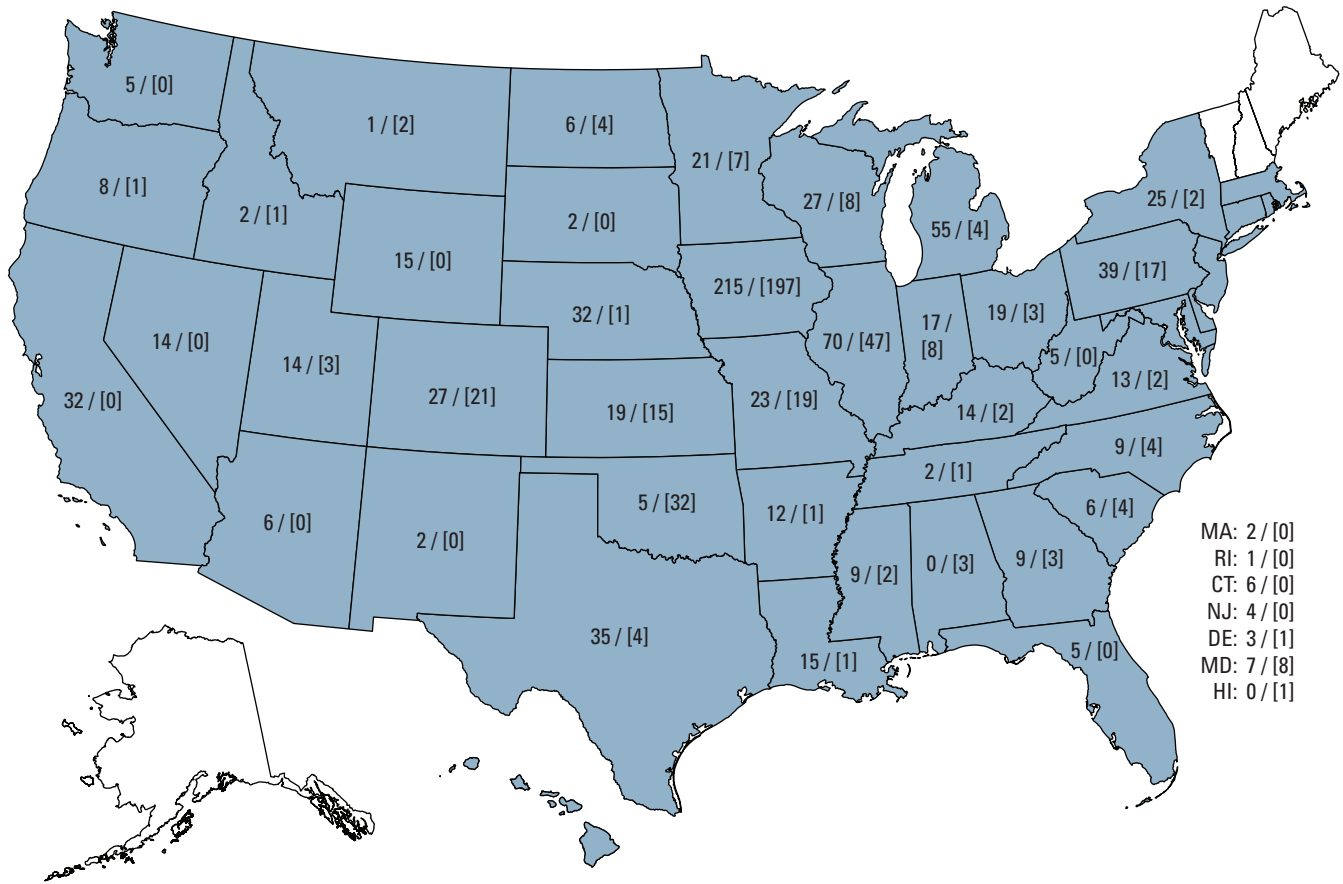 5 / [0]
1 / [2]
6 / [4]
21 / [7]
8 / [1]
2 / [1]
2 / [0]
27 / [8]
55 / [4]
25 / [2]
15 / [0]
215 / [197]
39 / [17]
32 / [1]
14 / [0]
14 / [3]
70 / [47]
17 /
[8]
19 / [3]
5 / [0]
32 / [0]
27 / [21]
19 / [15]
23 / [19]
13 / [2]
14 / [2]
9 / [4]
2 / [1]
6 / [0]
2 / [0]
5 / [32]
12 / [1]
6 / [4]
9 / [2]
0 / [3]
9 / [3]
35 / [4]
15 / [1]
5 / [0]
MA: 2 / [0]
RI: 1 / [0]
CT: 6 / [0]
NJ: 4 / [0]
DE: 3 / [1]
MD: 7 / [8]
HI: 0 / [1]